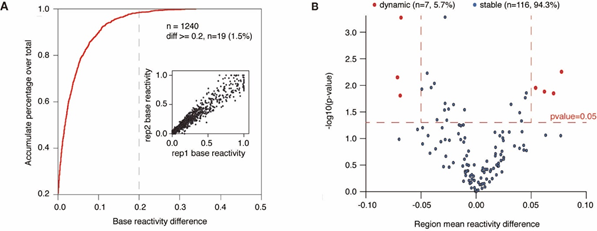 A
Accumulate percentage over total
1.0
0.8
0.6
0.4
0.2
n = 1240
diff >= 0.2, n=19 (1.5%)
rep2 base reactivity
1.0
0.5
0.0
0.0 0.5 1.0
rep1 base reactivity
0.0 0.1 0.2 0.3 0.4 0.5
Base reactivity difference
B
dynamic (n=7, 5.7%) stable (n=116, 94.3%)
-log10(p-value)
3.0
2.5
2.0
1.5
1.0
0.5
0.0
pvalue=0.05
-0.10 -0.05 0.00 0.05 0.10
Region mean reactivity difference